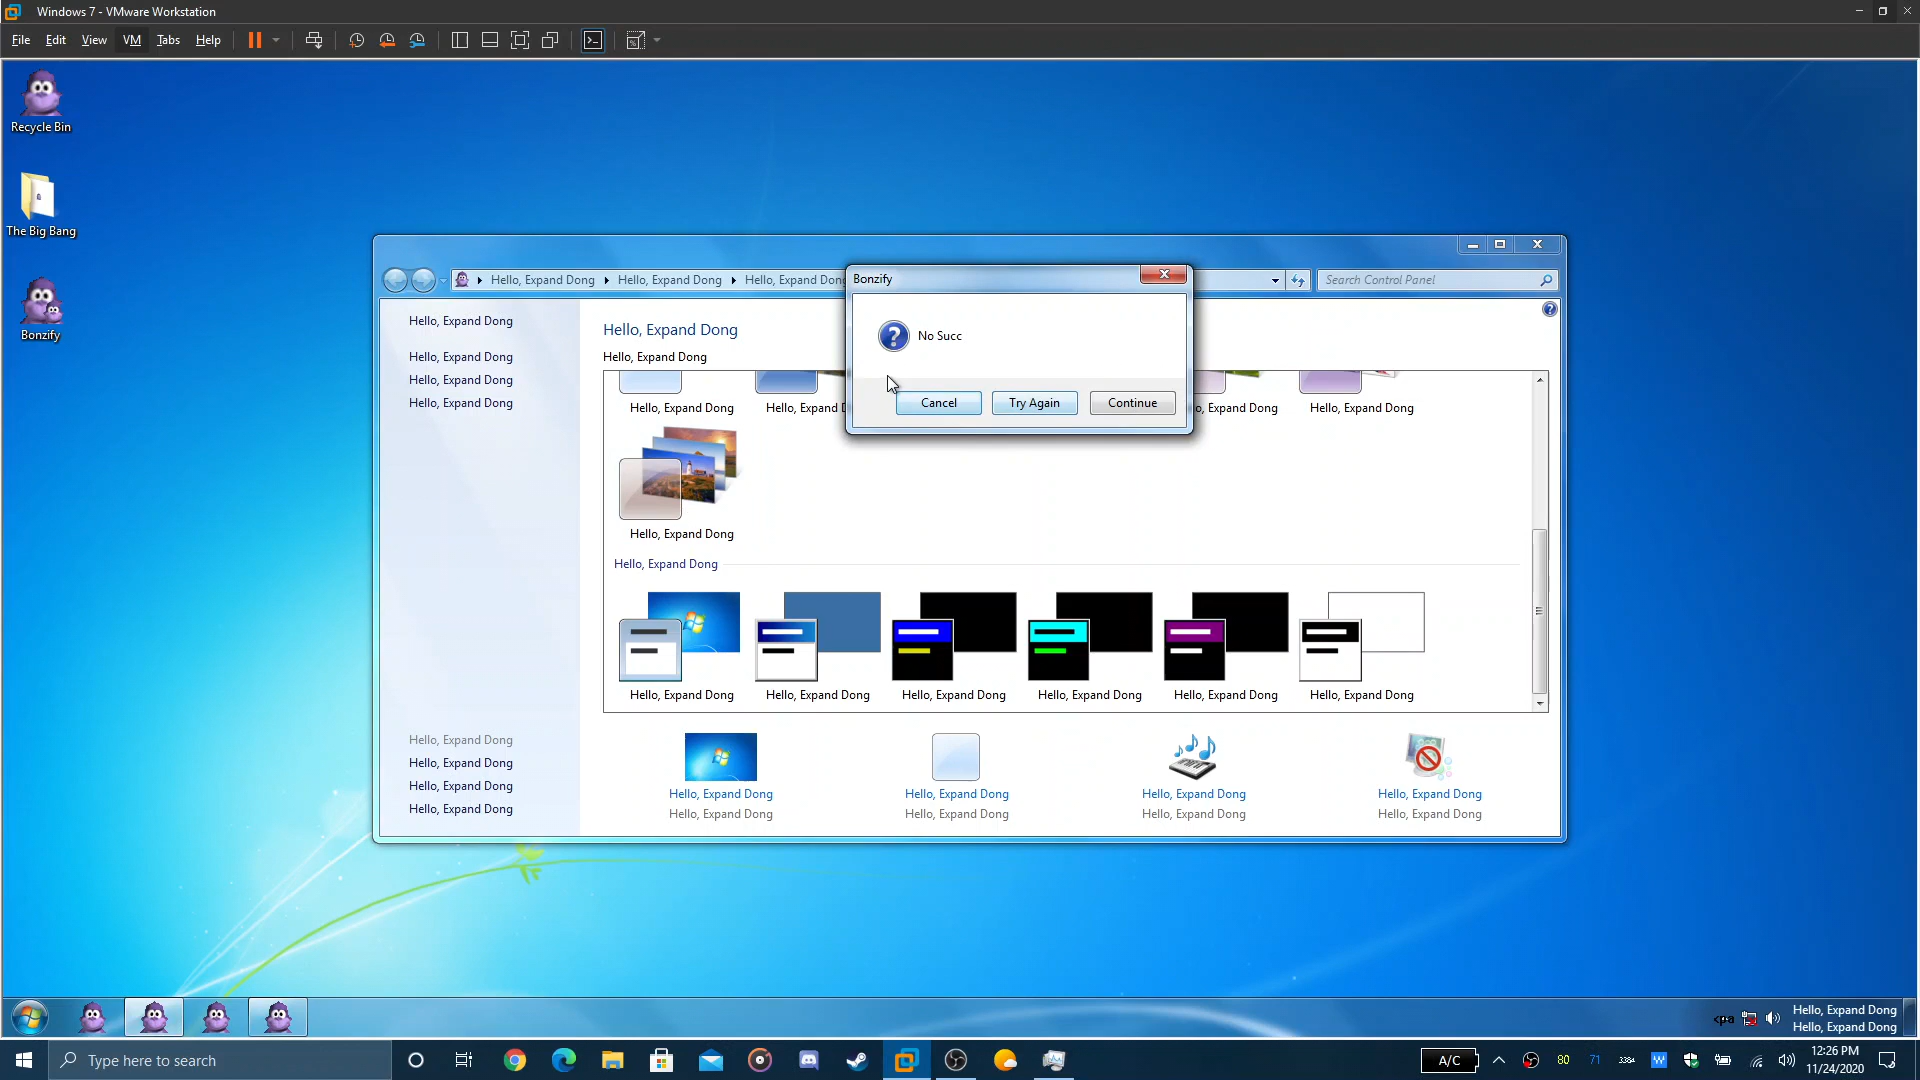 Windows 7 - VMware Workstation
File Edit View VM Tabs Help
Recycle Bin
The Big Bang
Bonzify
Hello, Expand Dong Hello, Expand Dong Hello, Expand Dong
Search Control Panel
Bonzify
No Succ
Cancel Try Again Continue
Hello, Expand Dong
Hello, Expand Dong
Hello, Expand Dong
Hello, Expand Dong
Hello, Expand Dong
Hello, Expand Dong
Hello, Expand Dong Hello, Expand D o, Expand Dong Hello, Expand Dong
Hello, Expand Dong
Hello, Expand Dong
Hello, Expand Dong Hello, Expand Dong Hello, Expand Dong Hello, Expand Dong Hello, Expand Dong Hello, Expand Dong
Hello, Expand Dong
Hello, Expand Dong
Hello, Expand Dong
Hello, Expand Dong
Hello, Expand Dong Hello, Expand Dong Hello, Expand Dong Hello, Expand Dong
Hello, Expand Dong Hello, Expand Dong Hello, Expand Dong Hello, Expand Dong
Hello, Expand Dong
Hello, Expand Dong
Type here to search
A/C
80
71
3384
12:26 PM
11/24/2020